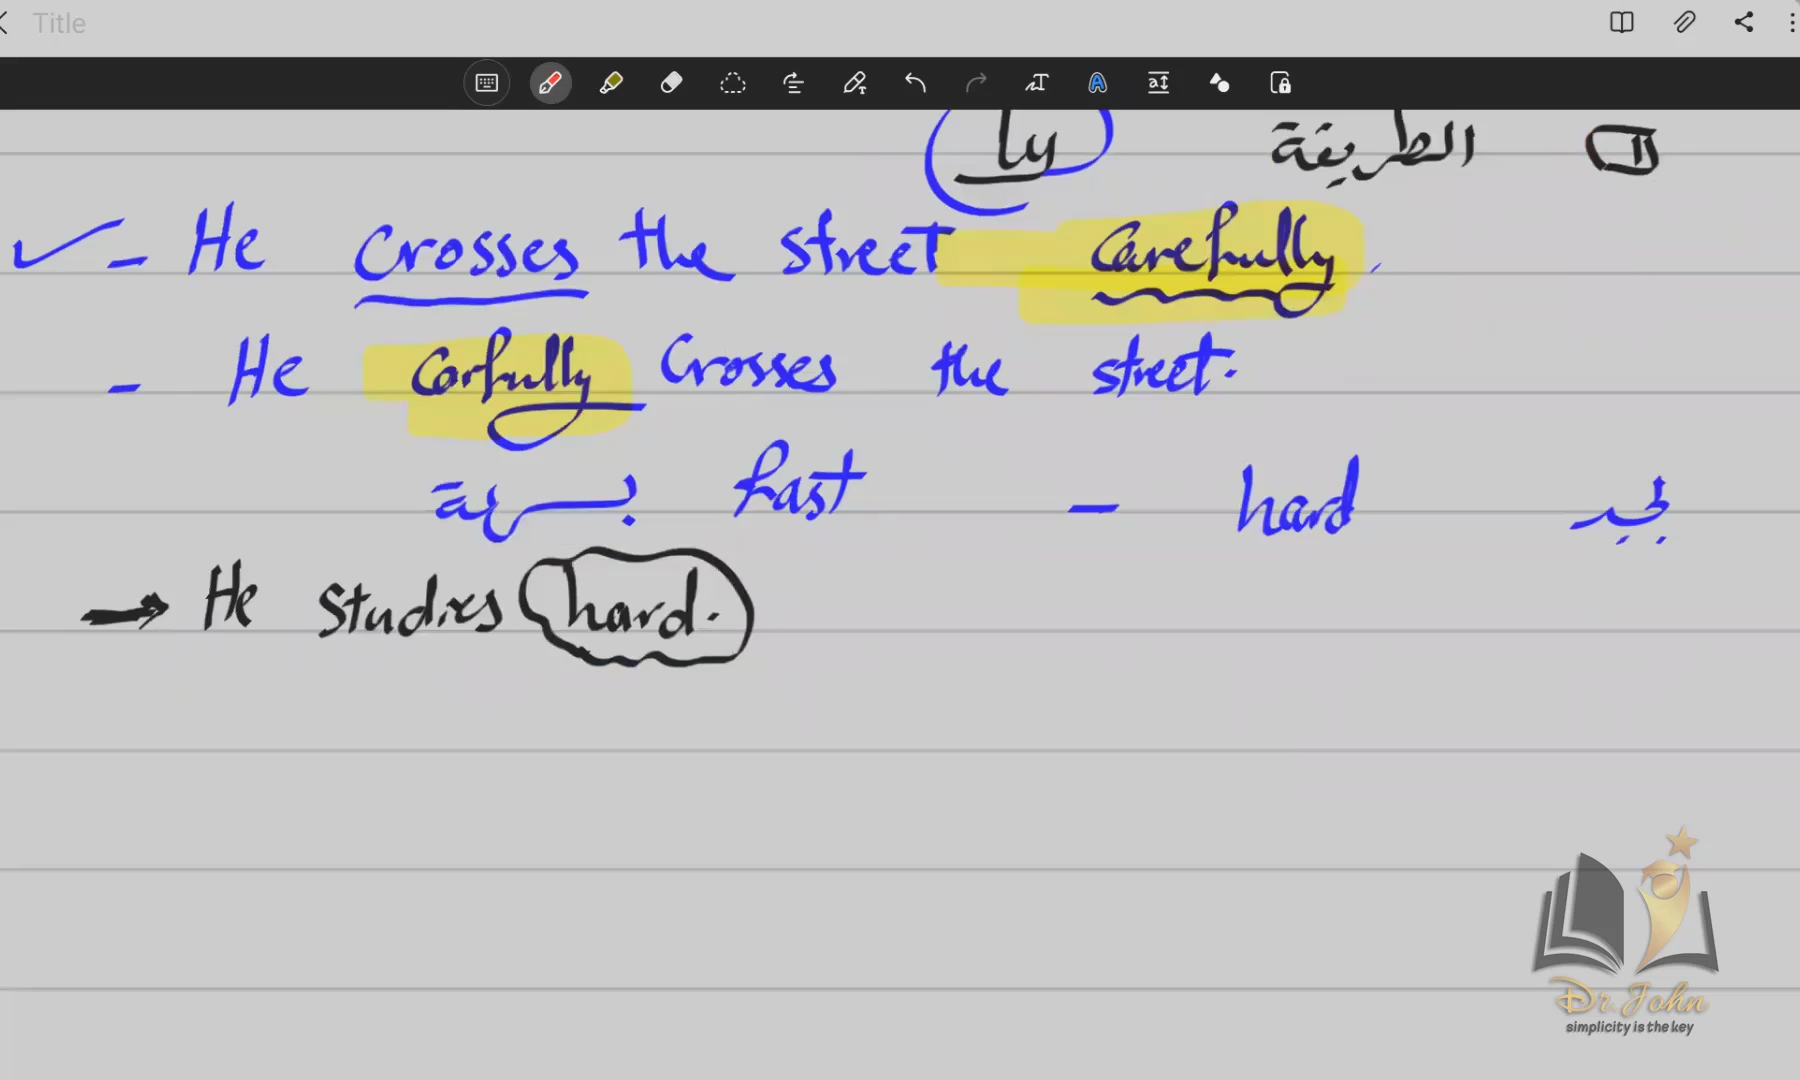 Title
ly الطريقة
- He Crosses the street Carefully.
- He Carfully Crosses the street.
بسرعة fast - hard بجد
→ He studies hard.
Dr. John
simplicity is the key